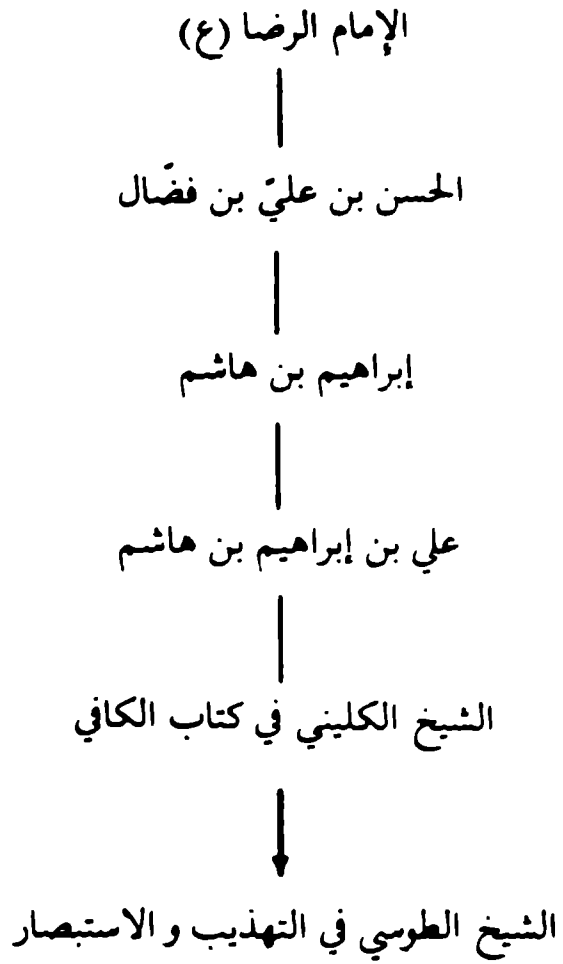 الإمام الرضا (ع)
الحسن بن عليّ بن فضّال
إبراهيم بن هاشم
علي بن إبراهيم بن هاشم
الشيخ الكليني في كتاب الكافي
الشيخ الطوسي في التهذيب و الاستبصار